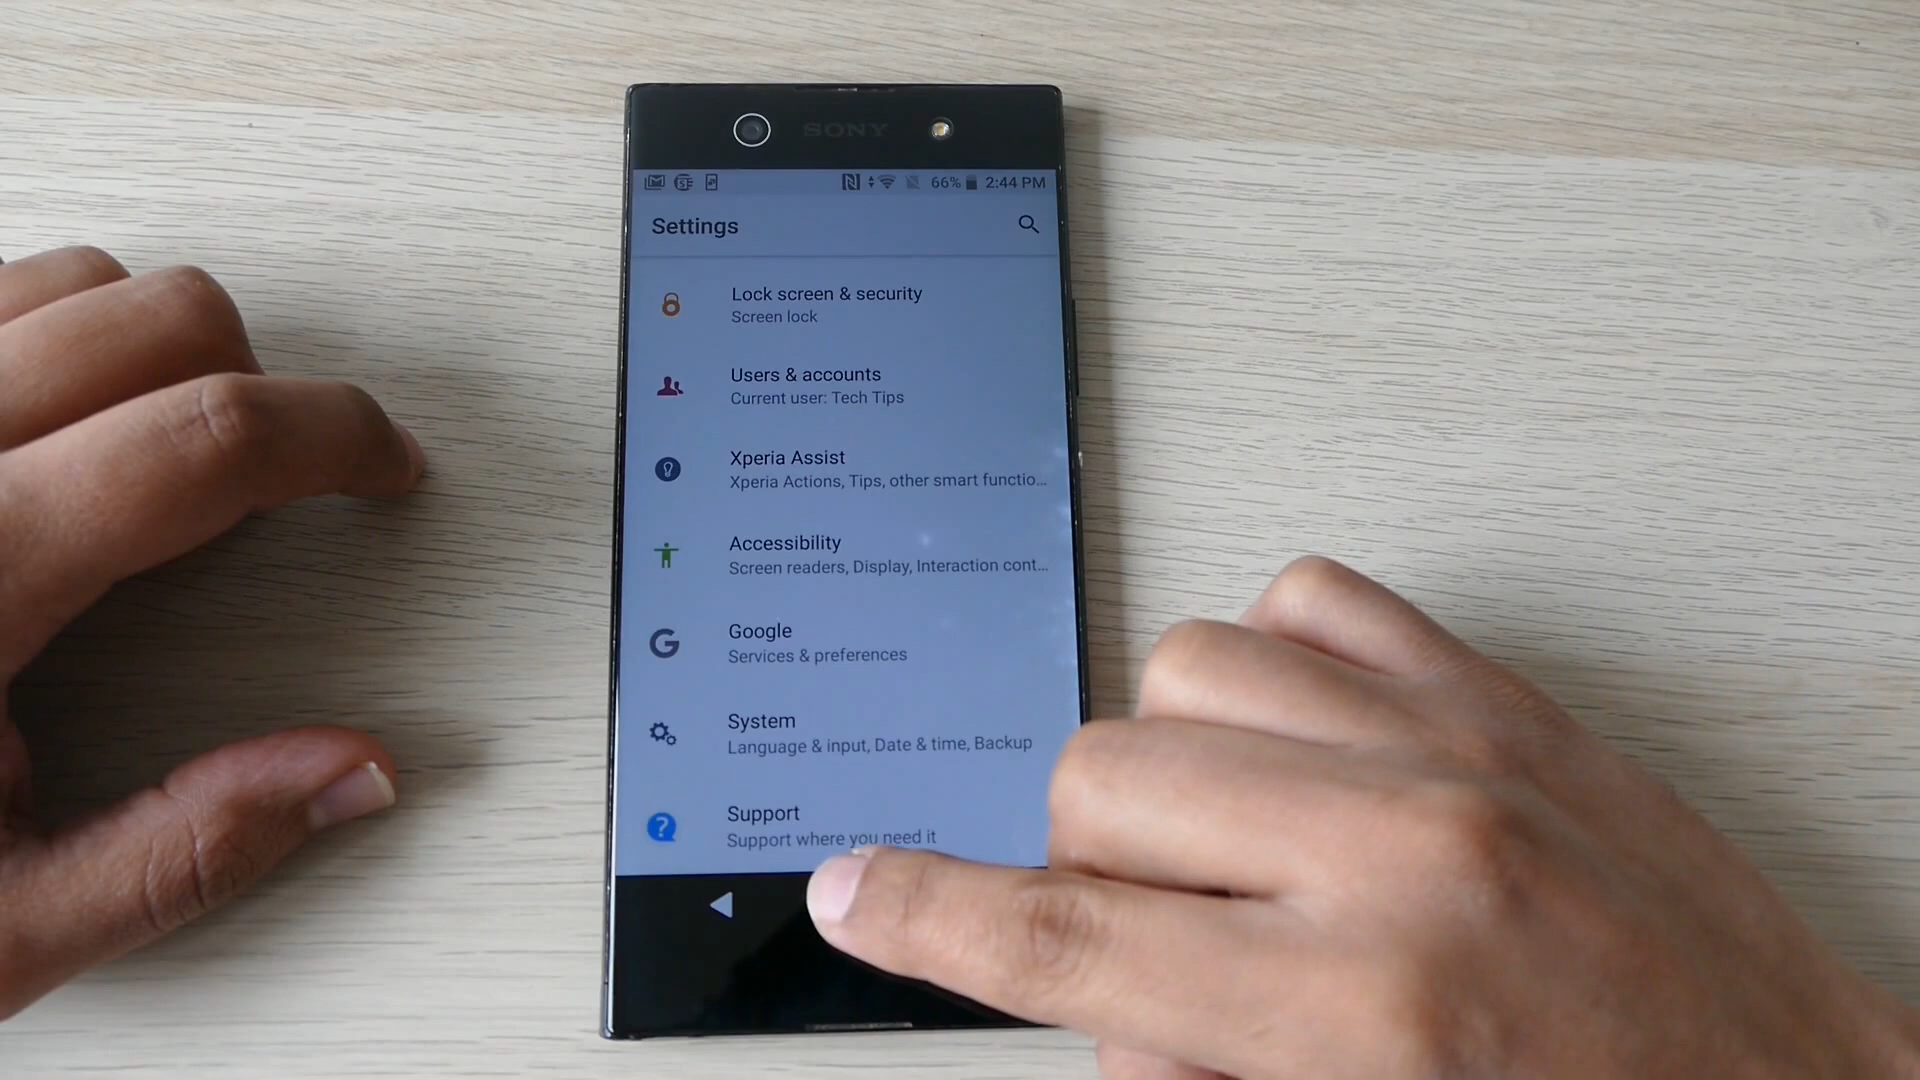 SONY
66% 2:44 PM
Settings
Lock screen & security
Screen lock
Users & accounts
Current user: Tech Tips
Xperia Assist
Xperia Actions, Tips, other smart functio...
Accessibility
Screen readers, Display, Interaction cont...
Google
Services & preferences
System
Language & input, Date & time, Backup
Support
Support where you need it